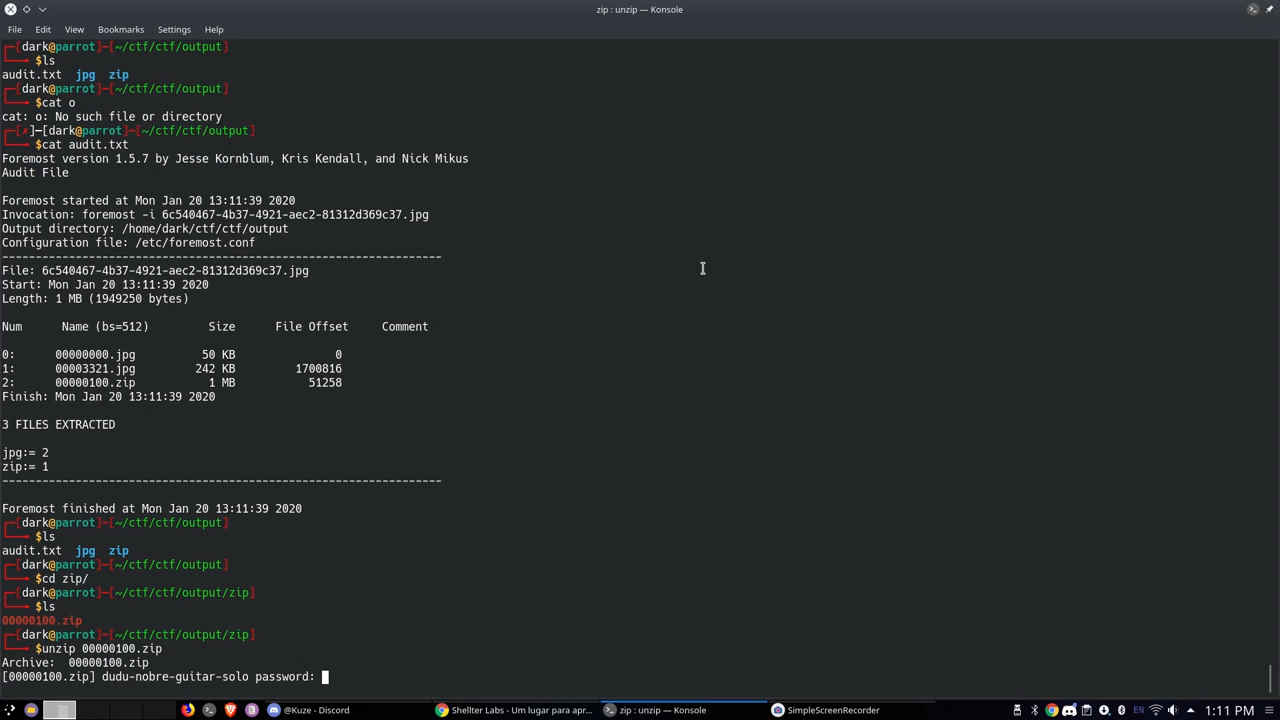 zip : unzip — Konsole
File Edit View Bookmarks Settings Help
┌─[dark@parrot]─[~/ctf/ctf/output]
└──╼ $ls
audit.txt  jpg  zip
┌─[dark@parrot]─[~/ctf/ctf/output]
└──╼ $cat o
cat: o: No such file or directory
┌─[✗]─[dark@parrot]─[~/ctf/ctf/output]
└──╼ $cat audit.txt
Foremost version 1.5.7 by Jesse Kornblum, Kris Kendall, and Nick Mikus
Audit File
Foremost started at Mon Jan 20 13:11:39 2020
Invocation: foremost -i 6c540467-4b37-4921-aec2-81312d369c37.jpg
Output directory: /home/dark/ctf/ctf/output
Configuration file: /etc/foremost.conf
------------------------------------------------------------------
File: 6c540467-4b37-4921-aec2-81312d369c37.jpg
Start: Mon Jan 20 13:11:39 2020
Length: 1 MB (1949250 bytes)
Num      Name (bs=512)         Size      File Offset     Comment
0:      00000000.jpg          50 KB               0
1:      00003321.jpg         242 KB         1700816
2:      00000100.zip           1 MB           51258
Finish: Mon Jan 20 13:11:39 2020
3 FILES EXTRACTED
jpg:= 2
zip:= 1
------------------------------------------------------------------
Foremost finished at Mon Jan 20 13:11:39 2020
┌─[dark@parrot]─[~/ctf/ctf/output]
└──╼ $ls
audit.txt  jpg  zip
┌─[dark@parrot]─[~/ctf/ctf/output]
└──╼ $cd zip/
┌─[dark@parrot]─[~/ctf/ctf/output/zip]
└──╼ $ls
00000100.zip
┌─[dark@parrot]─[~/ctf/ctf/output/zip]
└──╼ $unzip 00000100.zip
Archive:  00000100.zip
[00000100.zip] dudu-nobre-guitar-solo password:
@Kuze - Discord Shellter Labs - Um lugar para apr... zip : unzip — Konsole SimpleScreenRecorder EN 1:11 PM